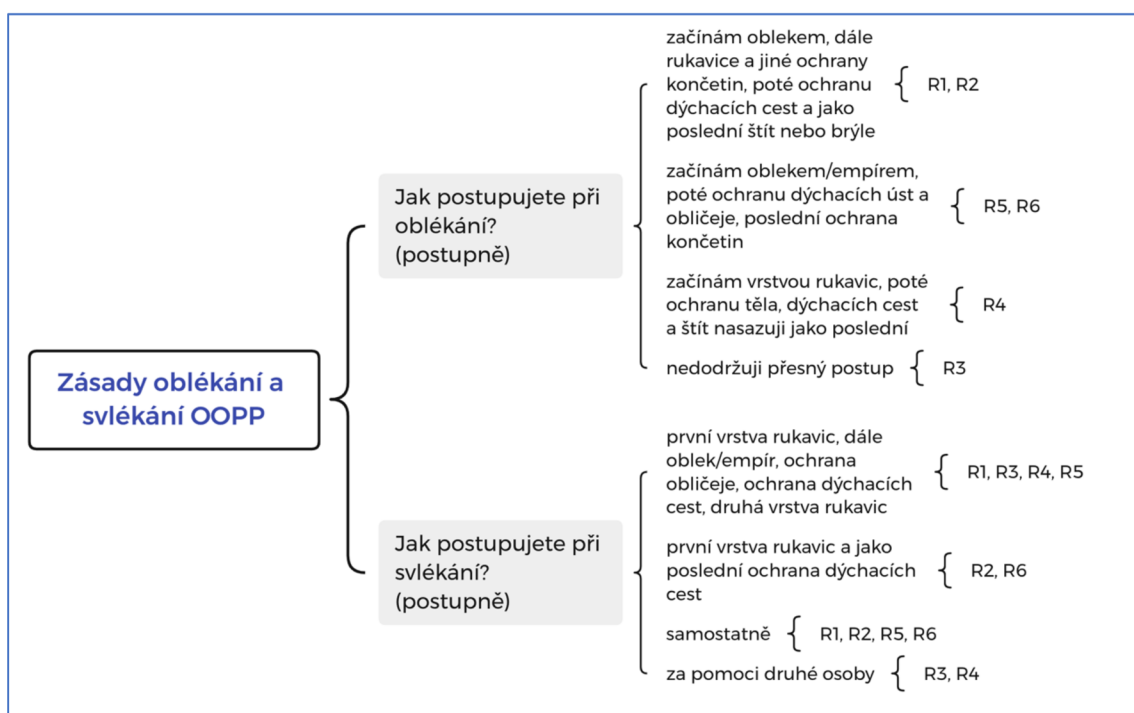 Zásady oblékání a
svlékání OOPP
Jak postupujete při
oblékání?
(postupně)
začínám oblekem, dále
rukavice a jiné ochrany
končetin, poté ochranu
dýchacích cest a jako
poslední štít nebo brýle
R1, R2
začínám oblekem/empírem,
poté ochranu dýchacích úst a
obličeje, poslední ochrana
končetin
R5, R6
začínám vrstvou rukavic, poté
ochranu těla, dýchacích cest
a štít nasazuji jako poslední
R4
nedodržuji přesný postup
R3
Jak postupujete při
svlékání?
(postupně)
první vrstva rukavic, dále
oblek/empír, ochrana
obličeje, ochrana dýchacích
cest, druhá vrstva rukavic
R1, R3, R4, R5
první vrstva rukavic a jako
poslední ochrana dýchacích
cest
R2, R6
samostatně
R1, R2, R5, R6
za pomoci druhé osoby
R3, R4